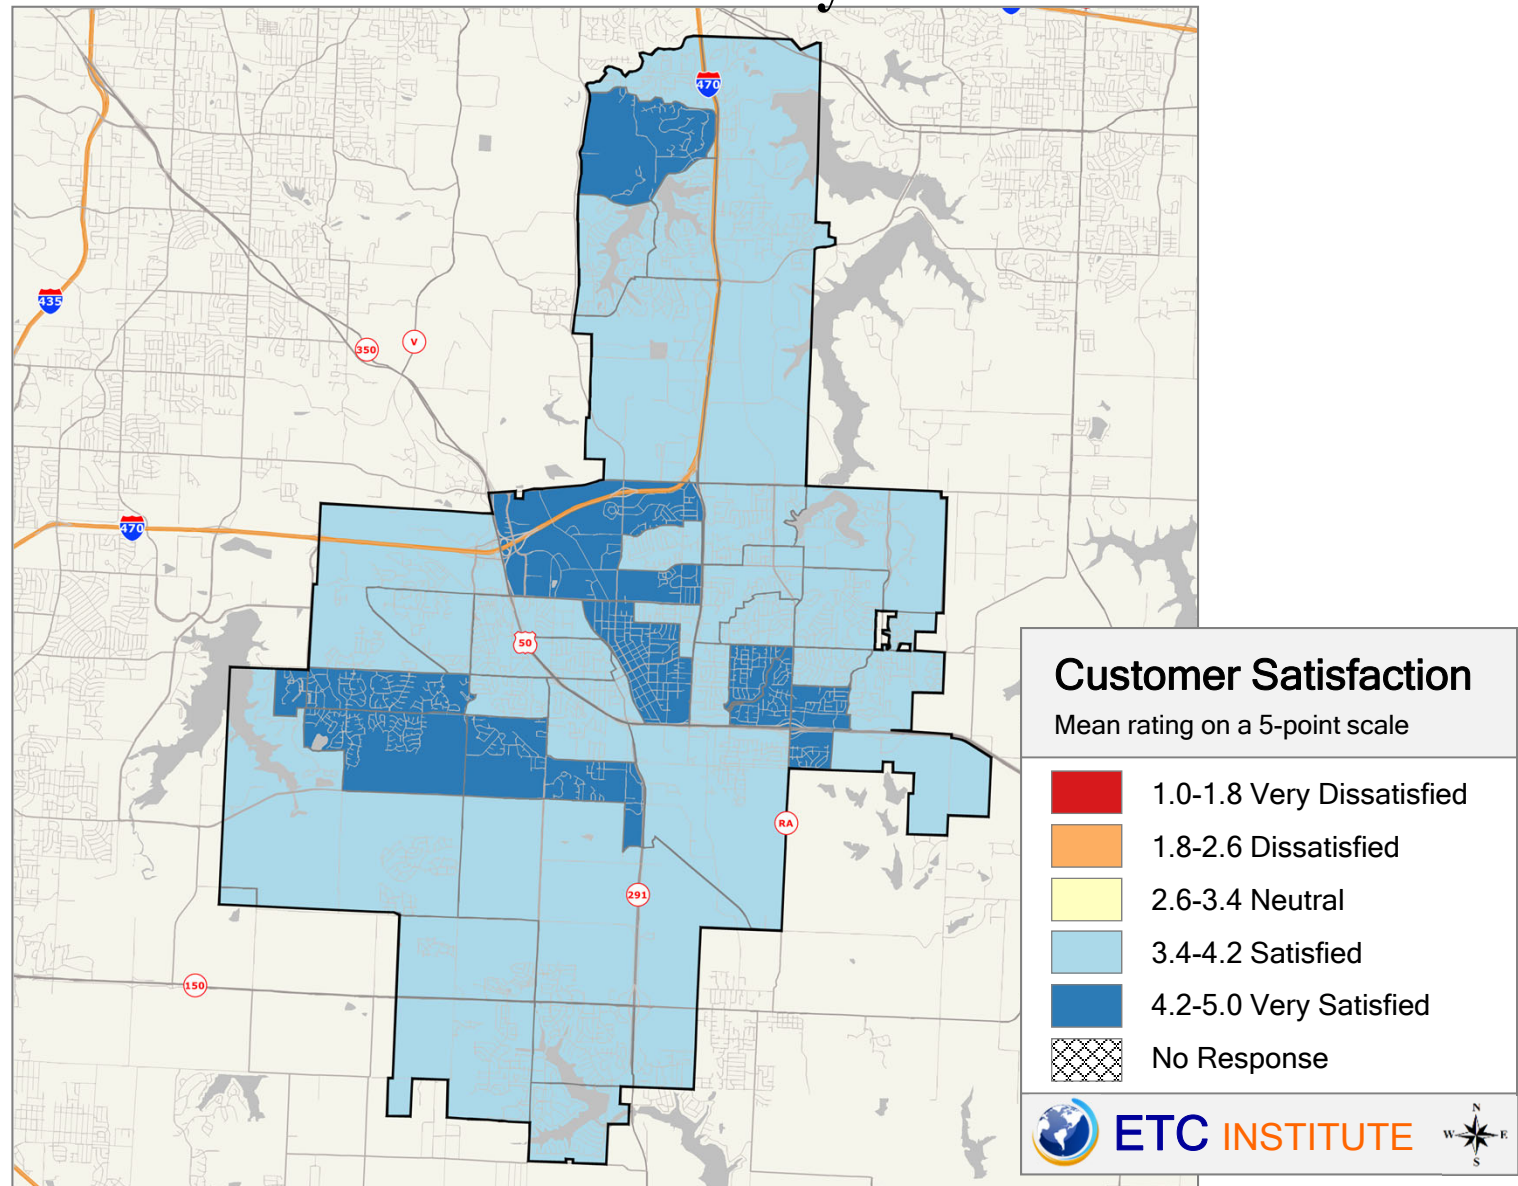 y
470
435
350
V
470
50
RA
291
150
Customer Satisfaction
Mean rating on a 5-point scale
1.0-1.8 Very Dissatisfied
1.8-2.6 Dissatisfied
2.6-3.4 Neutral
3.4-4.2 Satisfied
4.2-5.0 Very Satisfied
No Response
ETC INSTITUTE
N
W E
S